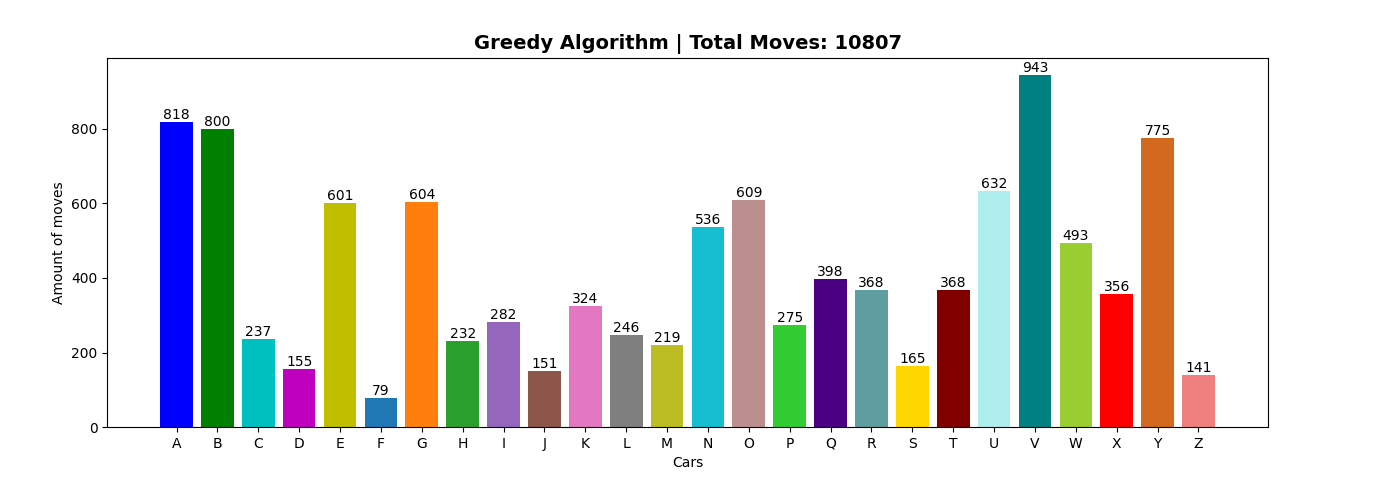 Greedy Algorithm | Total Moves: 10807
Amount of moves
800
600
400
200
0
818 800 237 155 601 79 604 232 282 151 324 246 219 536 609 275 398 368 165 368 632 943 493 356 775 141
A B C D E F G H I J K L M N O P Q R S T U V W X Y Z
Cars